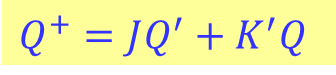 Q⁺ = JQ′ + K′Q